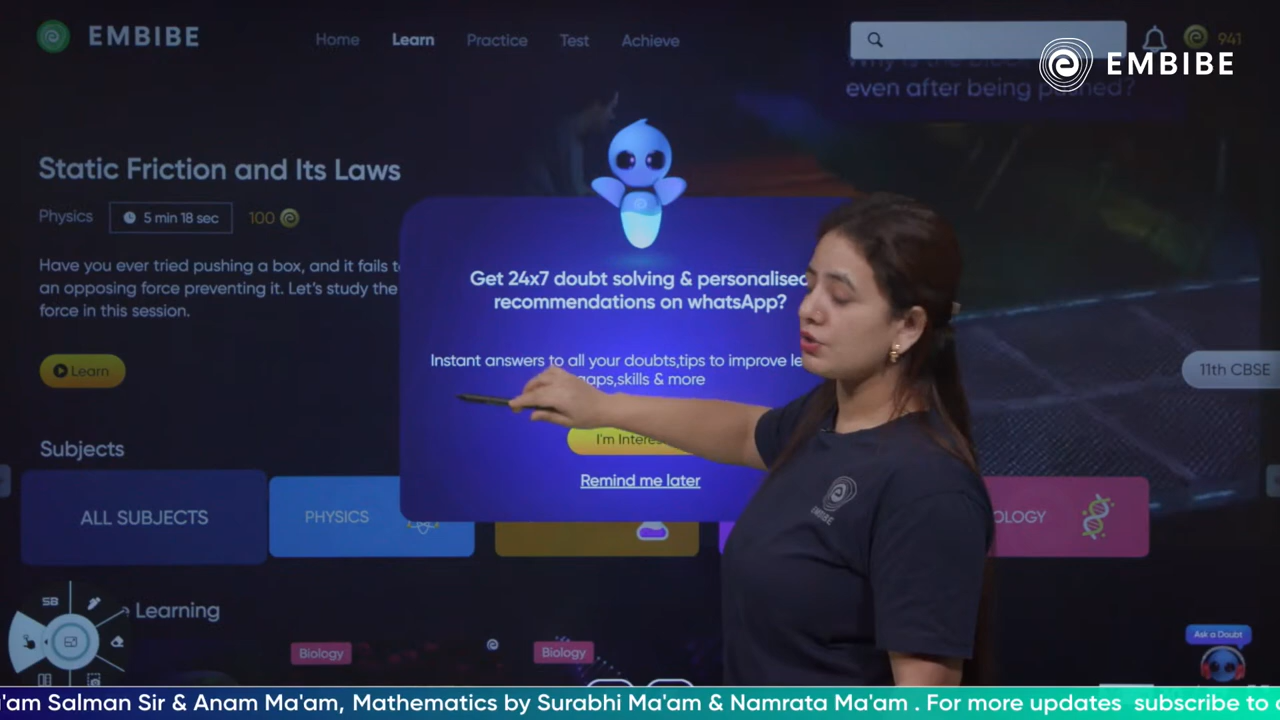 EMBIBE
Home Learn Practice Test Achieve
941
EMBIBE
even after being pushed?
Static Friction and Its Laws
Physics 5 min 18 sec 100
Have you ever tried pushing a box, and it fails
an opposing force preventing it. Let's study the
force in this session.
Learn
Get 24x7 doubt solving & personalised
recommendations on whatsApp?
Instant answers to all your doubts,tips to improve
gaps,skills & more
I'm
Remind me later
11th CBSE
Subjects
ALL SUBJECTS
PHYSICS
OLOGY
EMBIBE
SB
Learning
Biology
Biology
Ask a Doubt
a'am Salman Sir & Anam Ma'am, Mathematics by Surabhi Ma'am & Namrata Ma'am . For more updates subscribe to